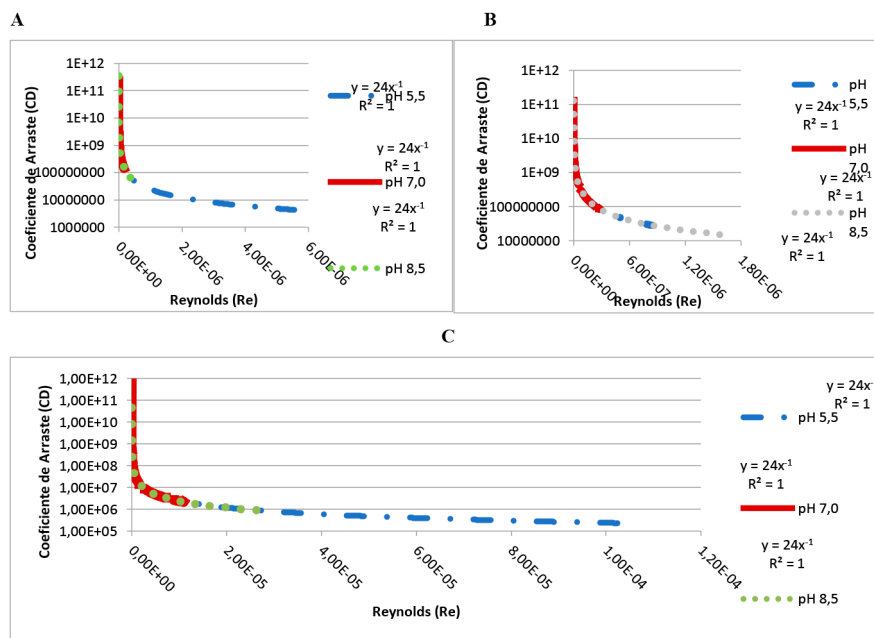 A
Coeficiente de Arraste (CD)
1E+12
1E+11
1E+10
1E+09
100000000
10000000
1000000
0,00E+00
2,00E-06
4,00E-06
6,00E-06
Reynolds (Re)
y = 24x⁻¹
pH 5,5
R² = 1
y = 24x⁻¹
R² = 1
pH 7,0
y = 24x⁻¹
R² = 1
pH 8,5
B
Coeficiente de Arraste (CD)
1E+12
1E+11
1E+10
1E+09
100000000
10000000
0,00E+00
6,00E-07
1,20E-06
1,80E-06
Reynolds (Re)
pH
y = 24x⁻¹
5,5
R² = 1
pH
7,0
y = 24x⁻¹
R² = 1
pH
8,5
y = 24x⁻¹
R² = 1
C
Coeficiente de Arraste (CD)
1,00E+12
1,00E+11
1,00E+10
1,00E+09
1,00E+08
1,00E+07
1,00E+06
1,00E+05
0,00E+00
2,00E-05
4,00E-05
6,00E-05
8,00E-05
1,00E-04
1,20E-04
Reynolds (Re)
y = 24x⁻¹
R² = 1
pH 5,5
y = 24x⁻¹
R² = 1
pH 7,0
y = 24x⁻¹
R² = 1
pH 8,5